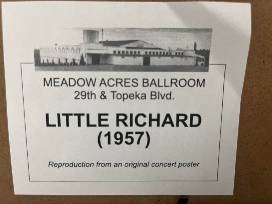 MEADOW ACRES BALLROOM
29th & Topeka Blvd.
LITTLE RICHARD
(1957)
Reproduction from an original concert poster